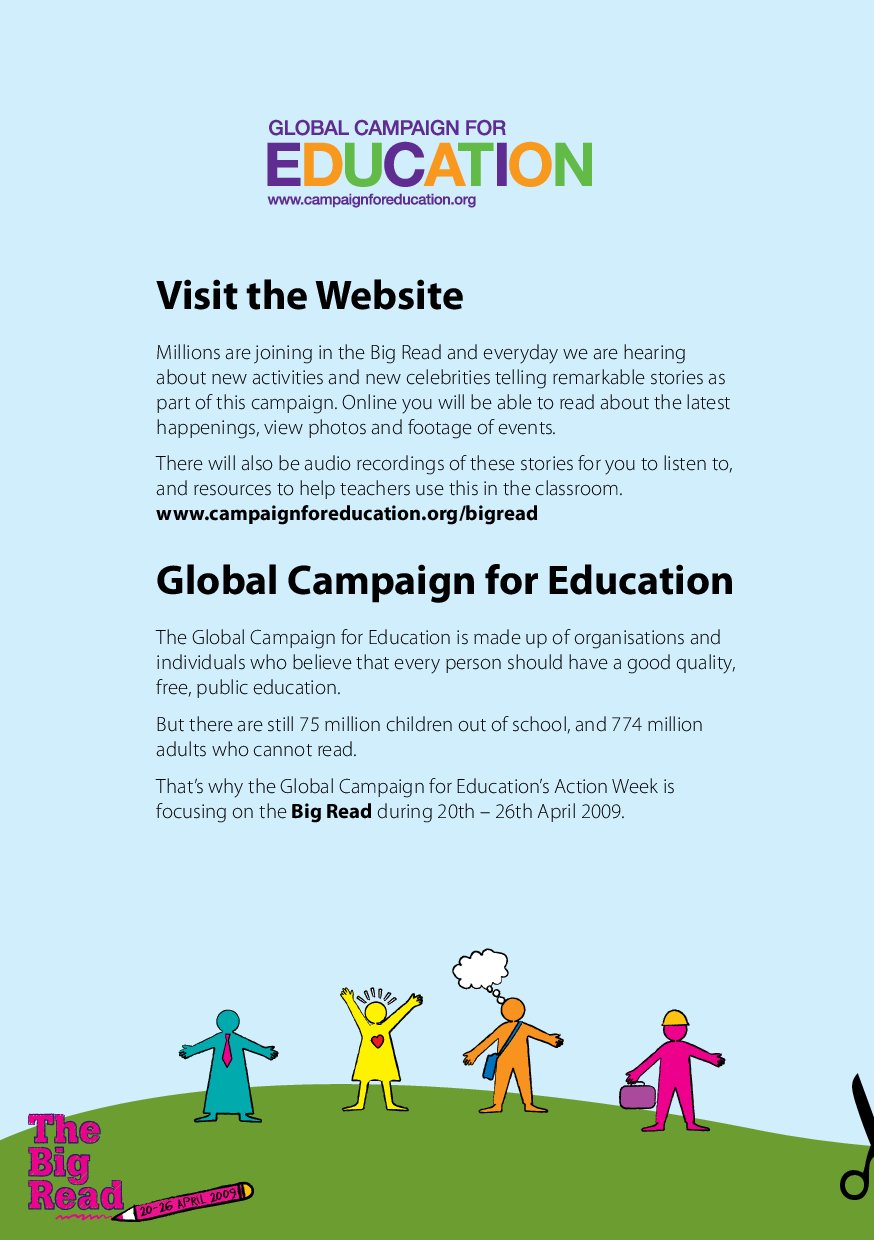 GLOBAL CAMPAIGN FOR
EDUCATION
www.campaignforeducation.org
Visit the Website
Millions are joining in the Big Read and everyday we are hearing
about new activities and new celebrities telling remarkable stories as
part of this campaign. Online you will be able to read about the latest
happenings, view photos and footage of events.
There will also be audio recordings of these stories for you to listen to,
and resources to help teachers use this in the classroom.
www.campaignforeducation.org/bigread
Global Campaign for Education
The Global Campaign for Education is made up of organisations and
individuals who believe that every person should have a good quality,
free, public education.
But there are still 75 million children out of school, and 774 million
adults who cannot read.
That’s why the Global Campaign for Education’s Action Week is
focusing on the Big Read during 20th – 26th April 2009.
The
Big
Read
20-26 APRIL 2009